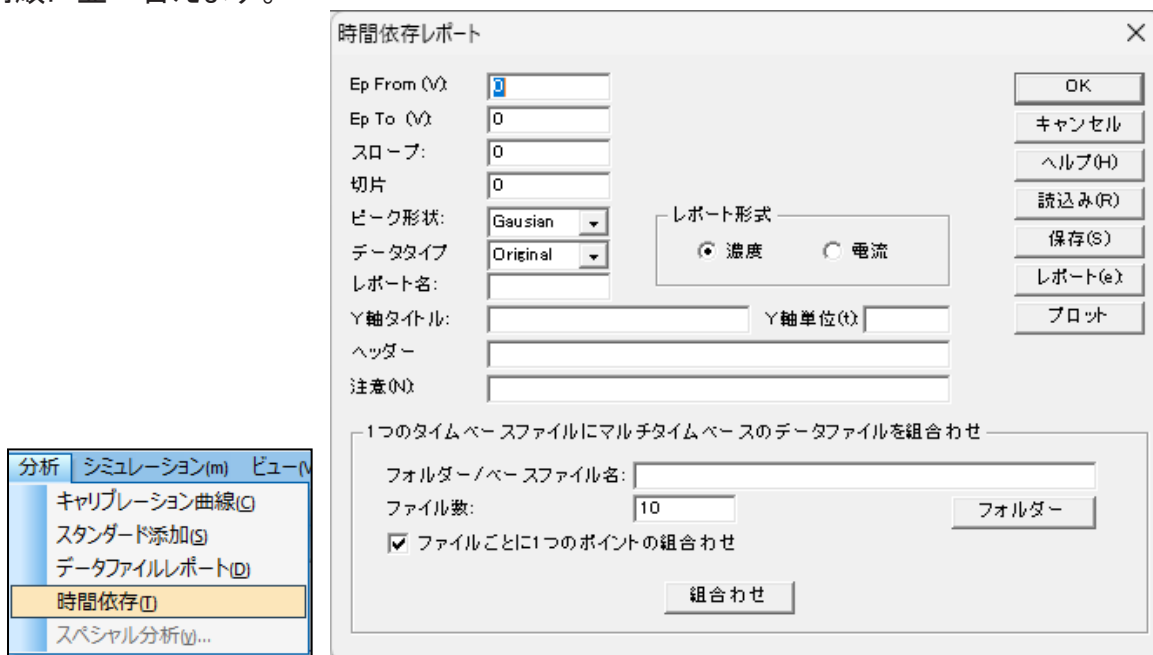 時間依存レポート
Ep From (V):
0
Ep To (V):
0
スロープ:
0
切片
0
ピーク形状:
Gausian
データタイプ
Original
レポート名:
レポート形式
濃度
電流
Y軸タイトル:
Y軸単位(t):
ヘッダー
注意(N):
OK
キャンセル
ヘルプ(H)
読込み(R)
保存(S)
レポート(e):
プロット
1つのタイムベースファイルにマルチタイムベースのデータファイルを組合わせ
フォルダー/ベースファイル名:
ファイル数:
10
フォルダー
ファイルごとに1つのポイントの組合わせ
組合わせ
分析 シミュレーション(m) ビュー(V
キャリブレーション曲線(C)
スタンダード添加(S)
データファイルレポート(D)
時間依存(T)
スペシャル分析(y)...